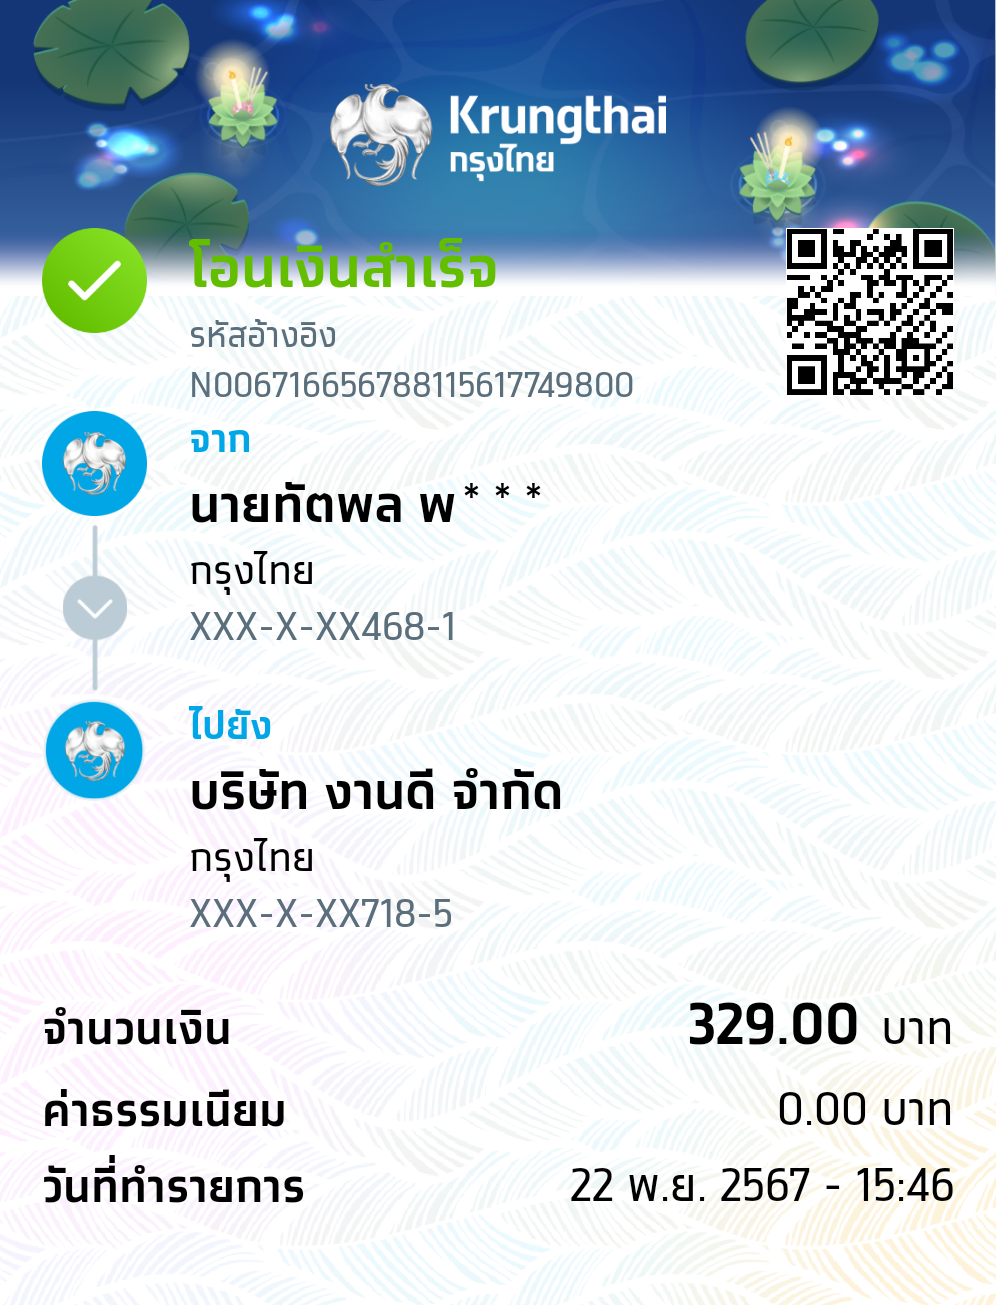 Krungthai
กรุงไทย
โอนเงินสำเร็จ
รหัสอ้างอิง
N006716656788115617749800
จาก
นายทัตพล พ***
กรุงไทย
XXX-X-XX468-1
ไปยัง
บริษัท งานดี จำกัด
กรุงไทย
XXX-X-XX718-5
จำนวนเงิน 329.00 บาท
ค่าธรรมเนียม 0.00 บาท
วันที่ทำรายการ 22 พ.ย. 2567 - 15:46